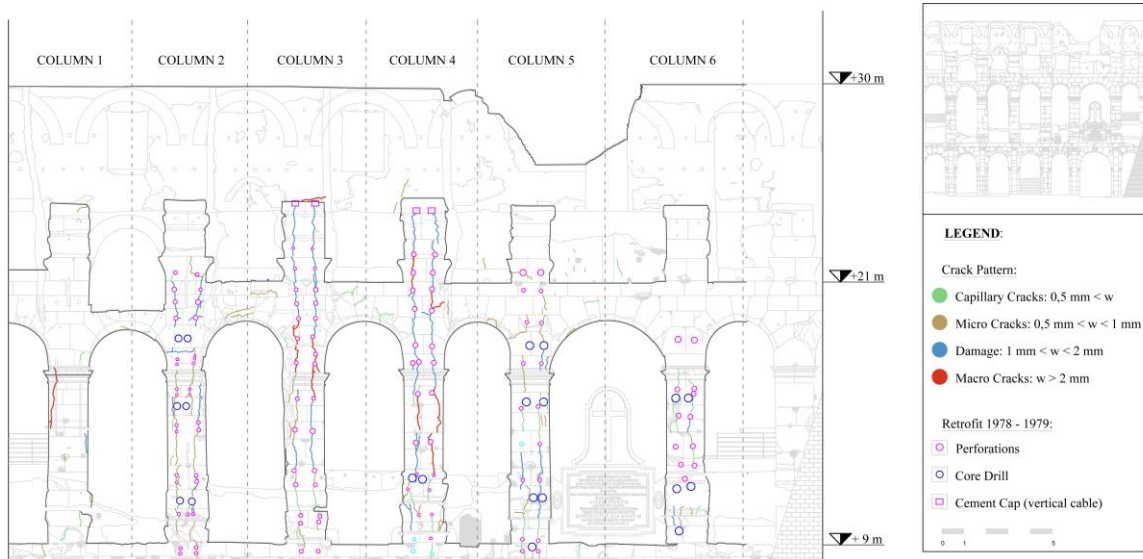 COLUMN 1
COLUMN 2
COLUMN 3
COLUMN 4
COLUMN 5
COLUMN 6
+30 m
+21 m
+ 9 m
LEGEND:
Crack Pattern:
Capillary Cracks: 0,5 mm < w
Micro Cracks: 0,5 mm < w < 1 mm
Damage: 1 mm < w < 2 mm
Macro Cracks: w > 2 mm
Retrofit 1978 - 1979:
Perforations
Core Drill
Cement Cap (vertical cable)
0 1 5